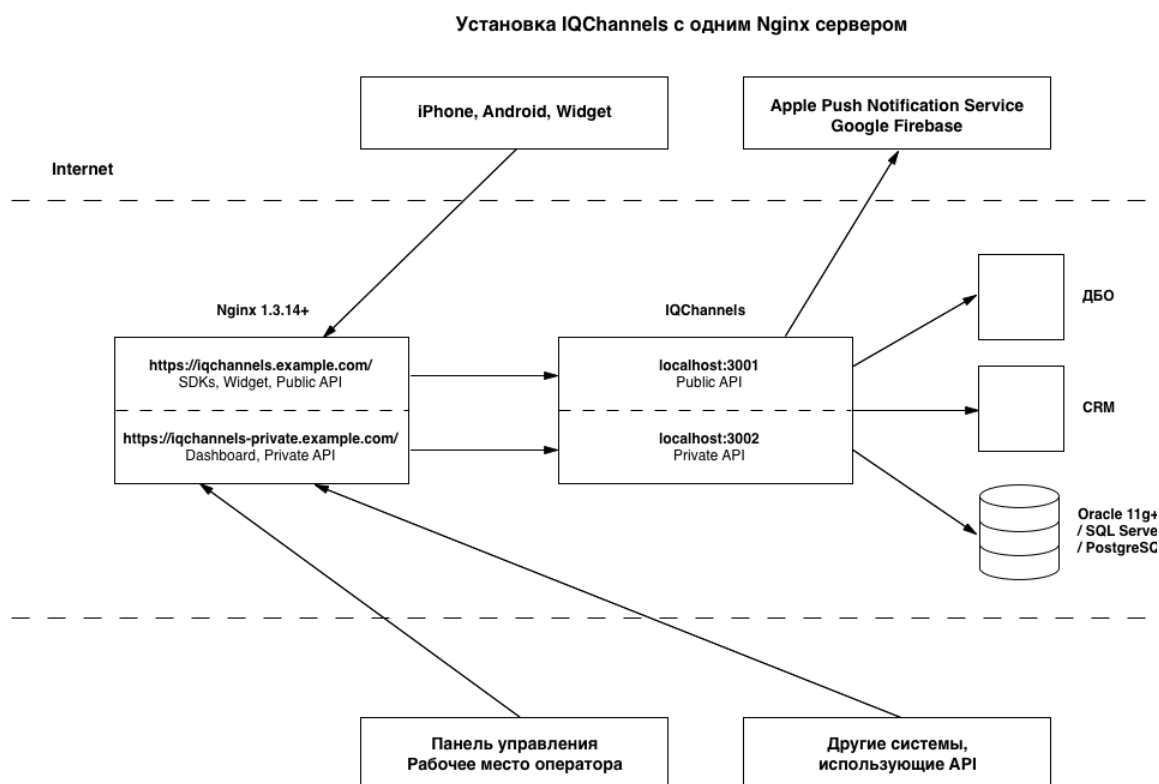 Установка IQChannels с одним Nginx сервером
iPhone, Android, Widget
Apple Push Notification Service
Google Firebase
Internet
Nginx 1.3.14+
IQChannels
ДБО
https://iqchannels.example.com/
SDKs, Widget, Public API
localhost:3001
Public API
CRM
https://iqchannels-private.example.com/
Dashboard, Private API
localhost:3002
Private API
Oracle 11g+
/ SQL Serve
/ PostgreSQ
Панель управления
Рабочее место оператора
Другие системы,
использующие API